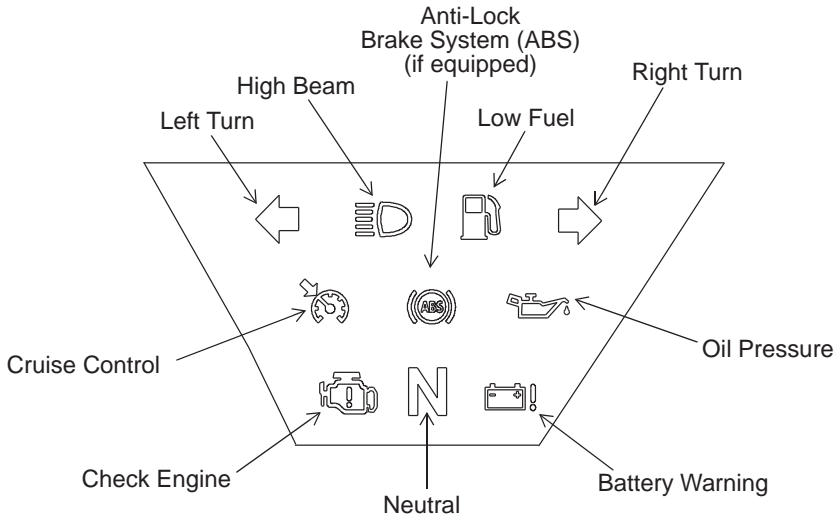 Anti-Lock
Brake System (ABS)
(if equipped)
High Beam
Right Turn
Left Turn
Low Fuel
ABS
Oil Pressure
Cruise Control
N
Check Engine
Battery Warning
Neutral